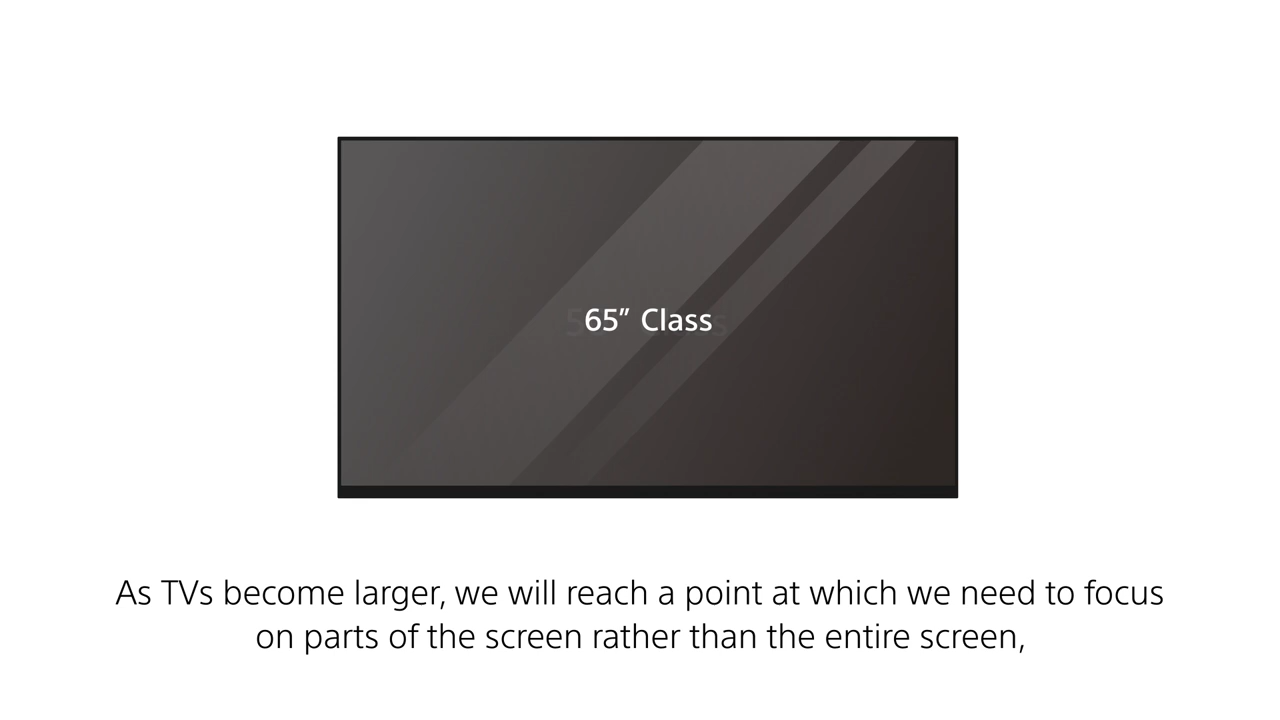 65” Class
As TVs become larger, we will reach a point at which we need to focus
on parts of the screen rather than the entire screen,